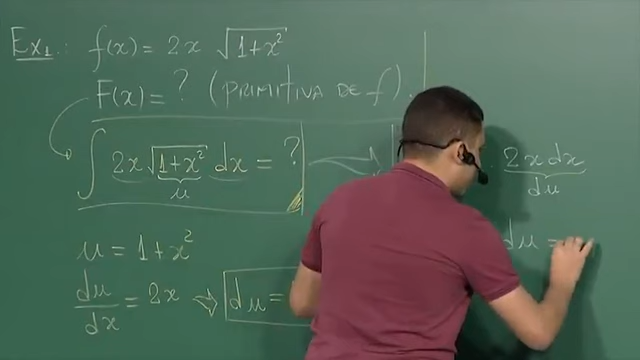 Ex1.: f(x) = 2x √(1+x²)
F(x) = ? (PRIMITIVA DE f).
∫ 2x √(1+x²) dx = ?
u
2x dx
du
u = 1+x²
du/dx = 2x ⇒ du =
du =